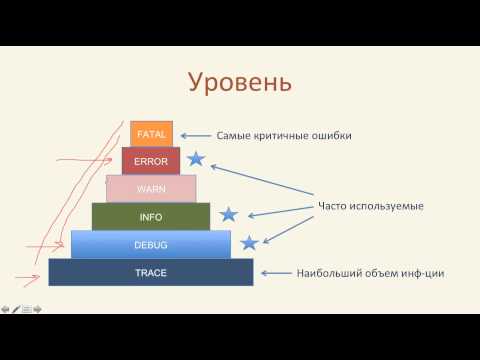 Уровень
FATAL
Самые критичные ошибки
ERROR
WARN
Часто используемые
INFO
DEBUG
TRACE
Наибольший объем инф-ции